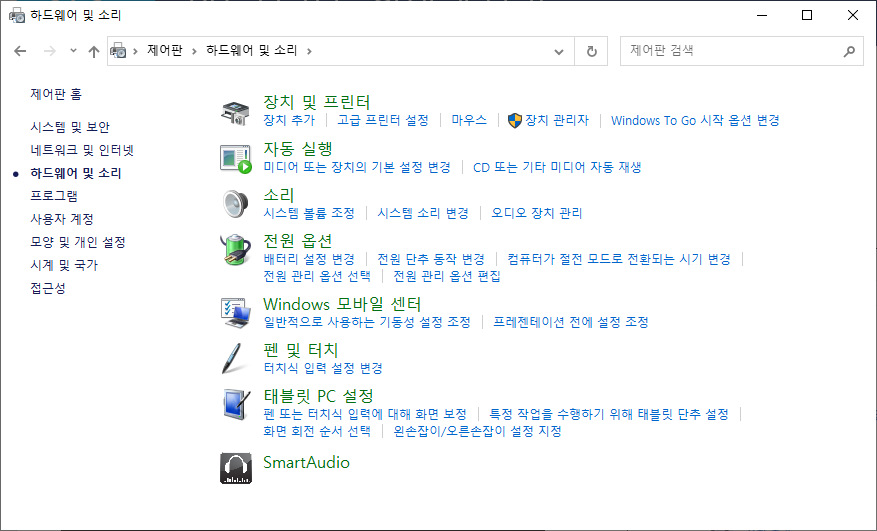 하드웨어 및 소리
제어판 하드웨어 및 소리
제어판 검색
제어판 홈
시스템 및 보안
네트워크 및 인터넷
하드웨어 및 소리
프로그램
사용자 계정
모양 및 개인 설정
시계 및 국가
접근성
장치 및 프린터
장치 추가 고급 프린터 설정 마우스 장치 관리자 Windows To Go 시작 옵션 변경
자동 실행
미디어 또는 장치의 기본 설정 변경 CD 또는 기타 미디어 자동 재생
소리
시스템 볼륨 조정 시스템 소리 변경 오디오 장치 관리
전원 옵션
배터리 설정 변경 전원 단추 동작 변경 컴퓨터가 절전 모드로 전환되는 시기 변경
전원 관리 옵션 선택 전원 관리 옵션 편집
Windows 모바일 센터
일반적으로 사용하는 기동성 설정 조정 프레젠테이션 전에 설정 조정
펜 및 터치
터치식 입력 설정 변경
태블릿 PC 설정
펜 또는 터치식 입력에 대해 화면 보정 특정 작업을 수행하기 위해 태블릿 단추 설정
화면 회전 순서 선택 왼손잡이/오른손잡이 설정 지정
SmartAudio